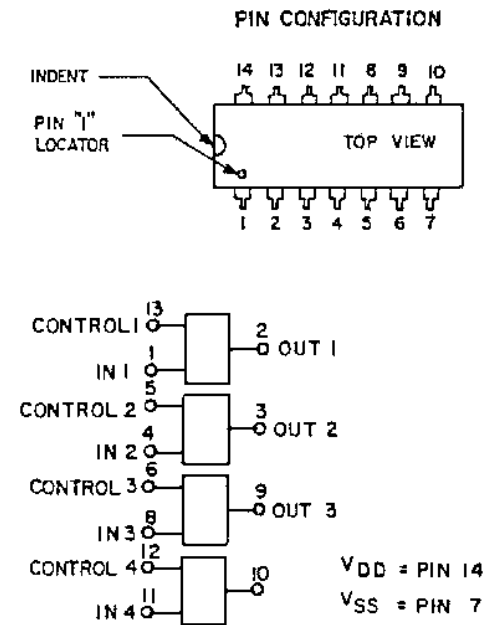 PIN CONFIGURATION
14 13 12 11 8 9 10
INDENT
PIN "1"
LOCATOR
TOP VIEW
1 2 3 4 5 6 7
13
CONTROL 1
2
OUT 1
1
IN 1
5
CONTROL 2
3
OUT 2
4
IN 2
6
CONTROL 3
9
OUT 3
8
IN 3
12
CONTROL 4
10
11
IN 4
VDD = PIN 14
VSS = PIN 7